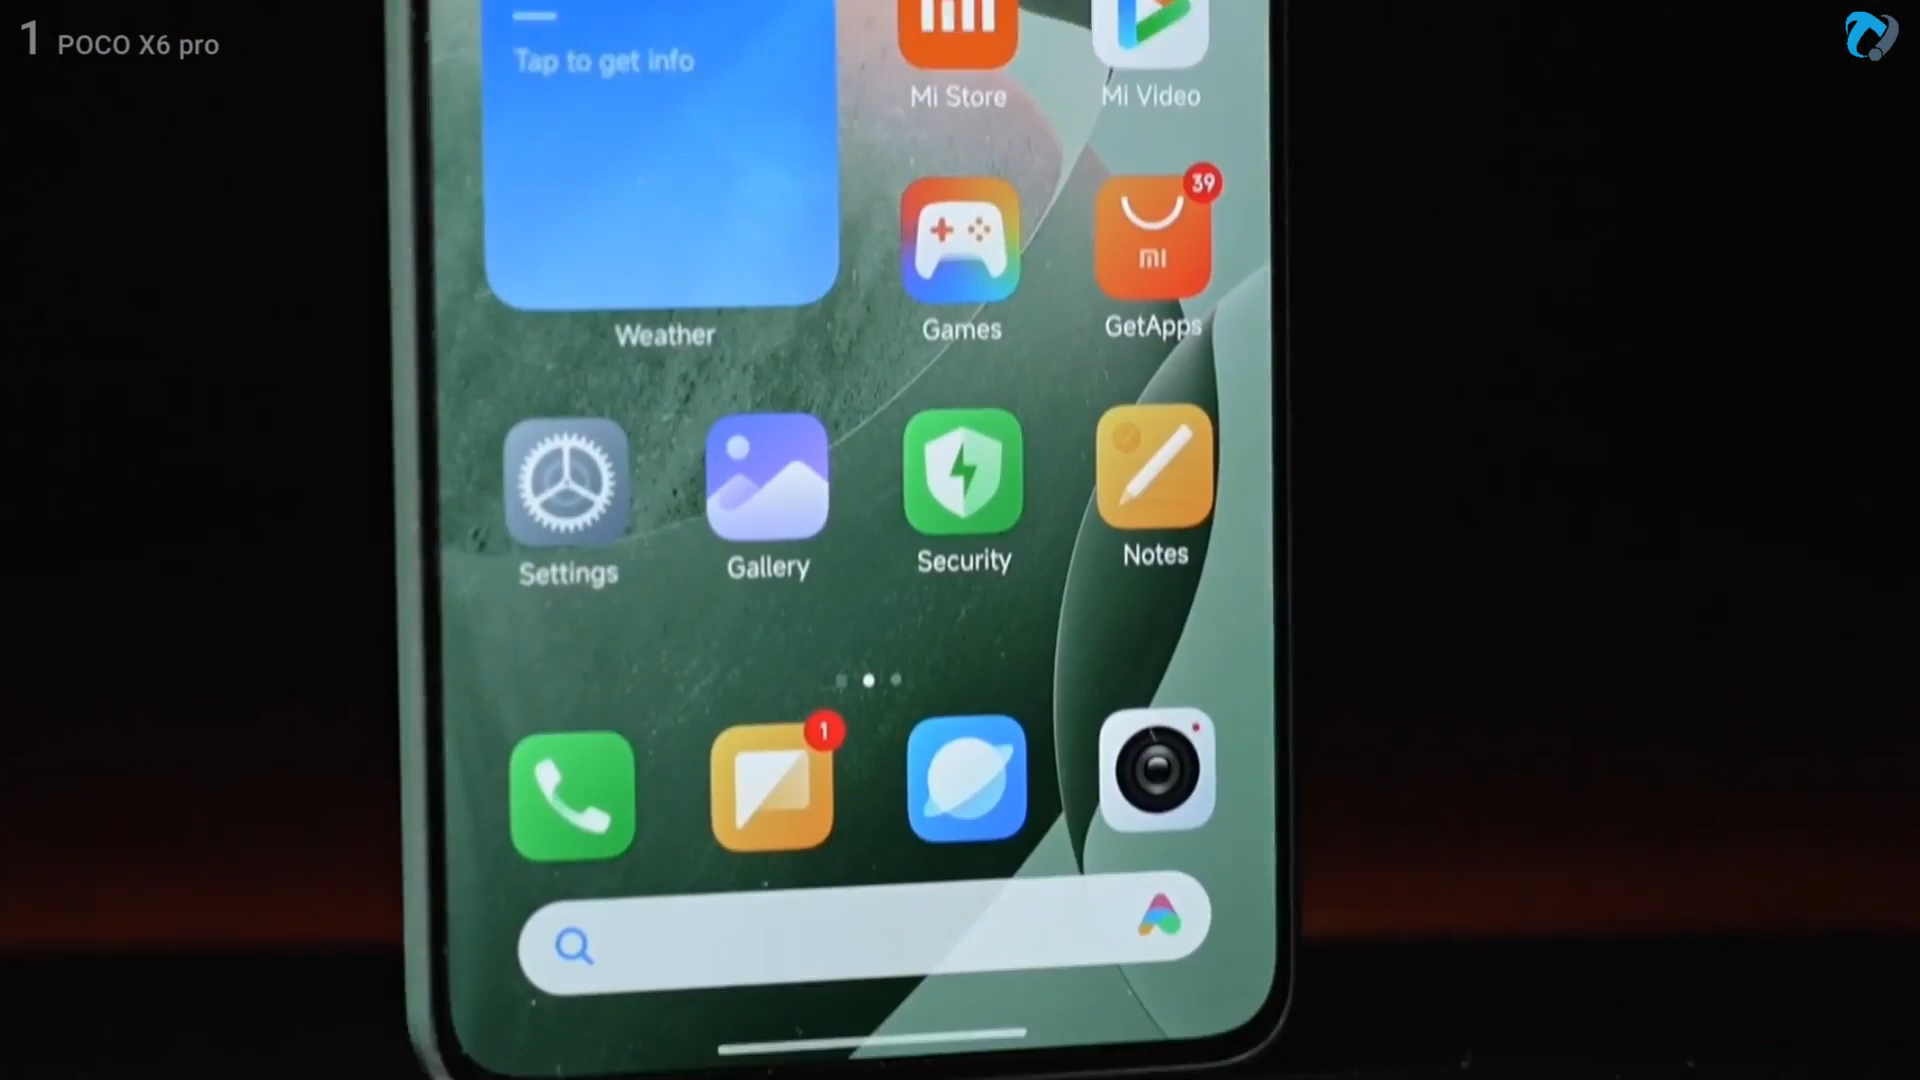 1 POCO X6 pro
Tap to get info
Mi Store
Mi Video
39
mi
Weather
Games
GetApps
Settings
Gallery
Security
Notes
1